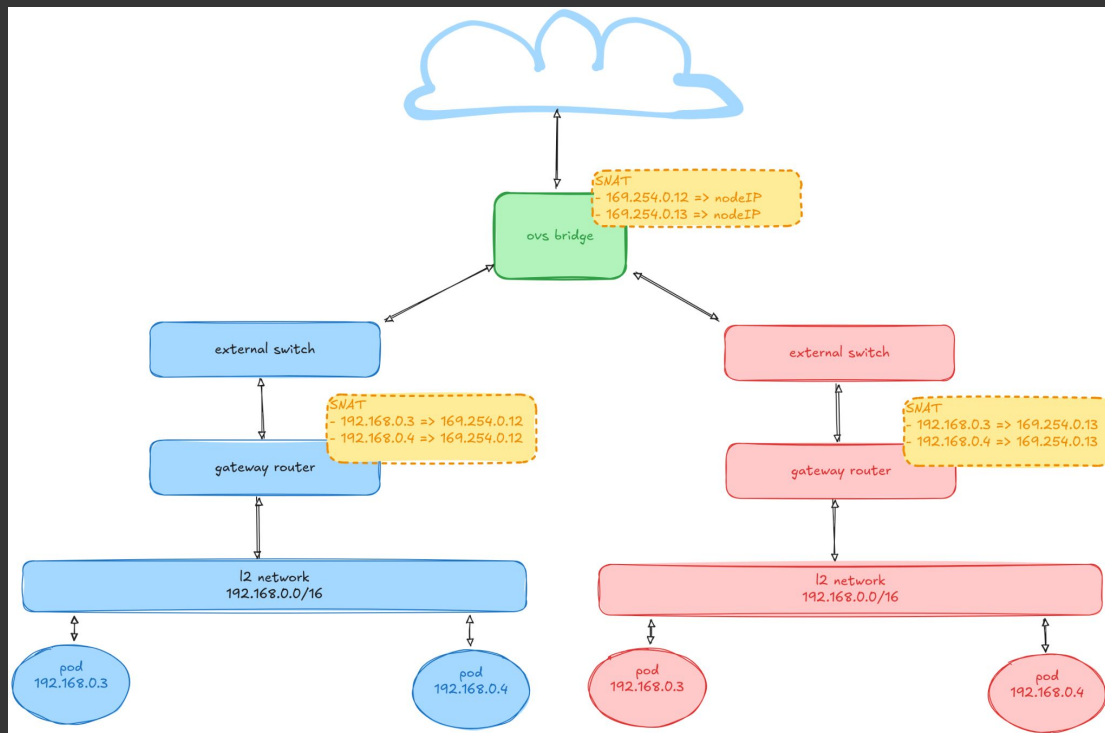 SNAT
- 169.254.0.12 => nodeIP
- 169.254.0.13 => nodeIP
ovs bridge
external switch
external switch
SNAT
- 192.168.0.3 => 169.254.0.12
- 192.168.0.4 => 169.254.0.12
SNAT
- 192.168.0.3 => 169.254.0.13
- 192.168.0.4 => 169.254.0.13
gateway router
gateway router
l2 network
192.168.0.0/16
l2 network
192.168.0.0/16
pod
192.168.0.3
pod
192.168.0.4
pod
192.168.0.3
pod
192.168.0.4